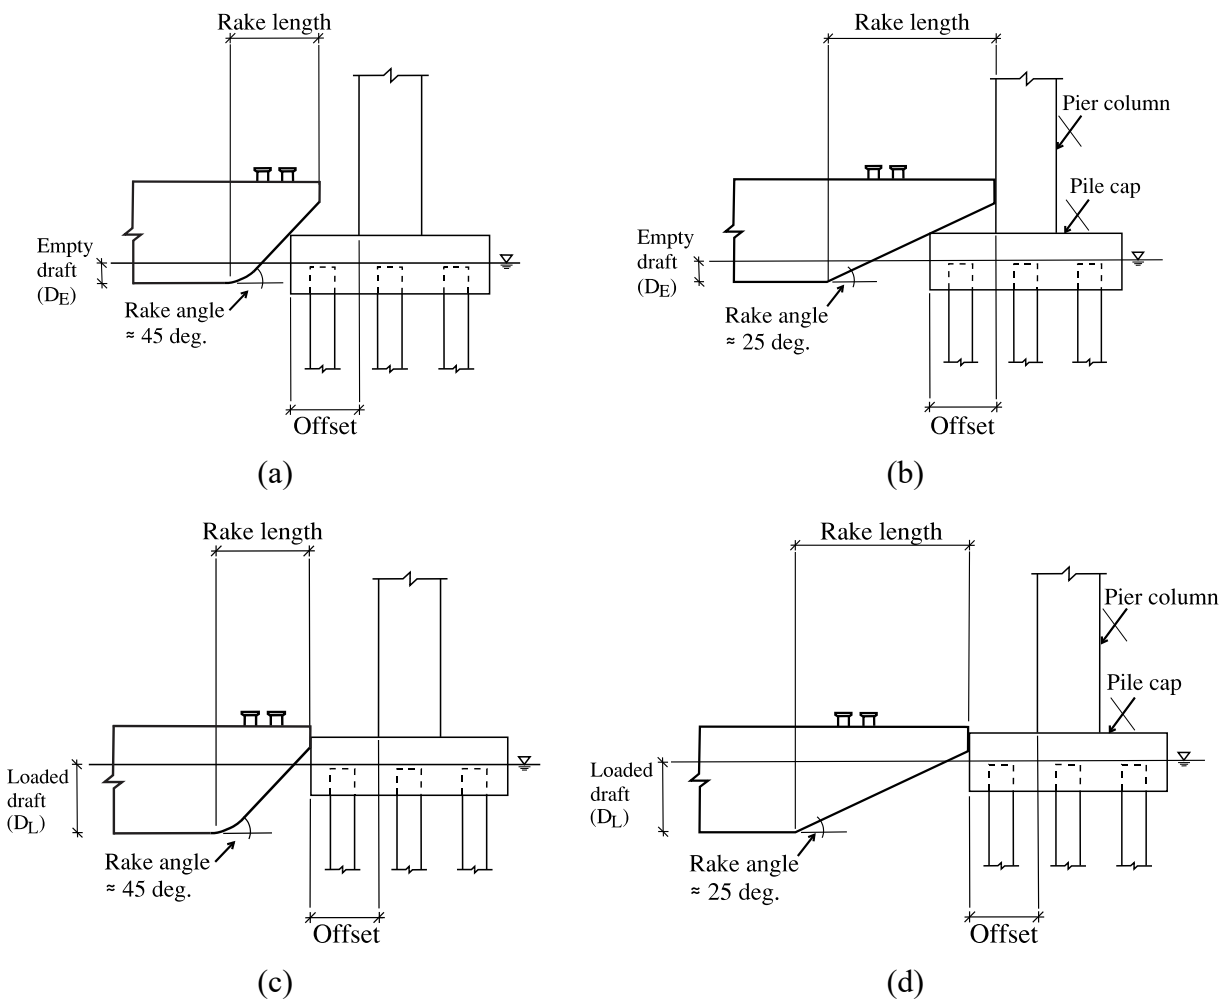 Rake length
Empty
draft
(DE)
Rake angle
≈ 45 deg.
Offset
(a)
Rake length
Pier column
Pile cap
Empty
draft
(DE)
Rake angle
≈ 25 deg.
Offset
(b)
Rake length
Loaded
draft
(DL)
Rake angle
≈ 45 deg.
Offset
(c)
Rake length
Pier column
Pile cap
Loaded
draft
(DL)
Rake angle
≈ 25 deg.
Offset
(d)